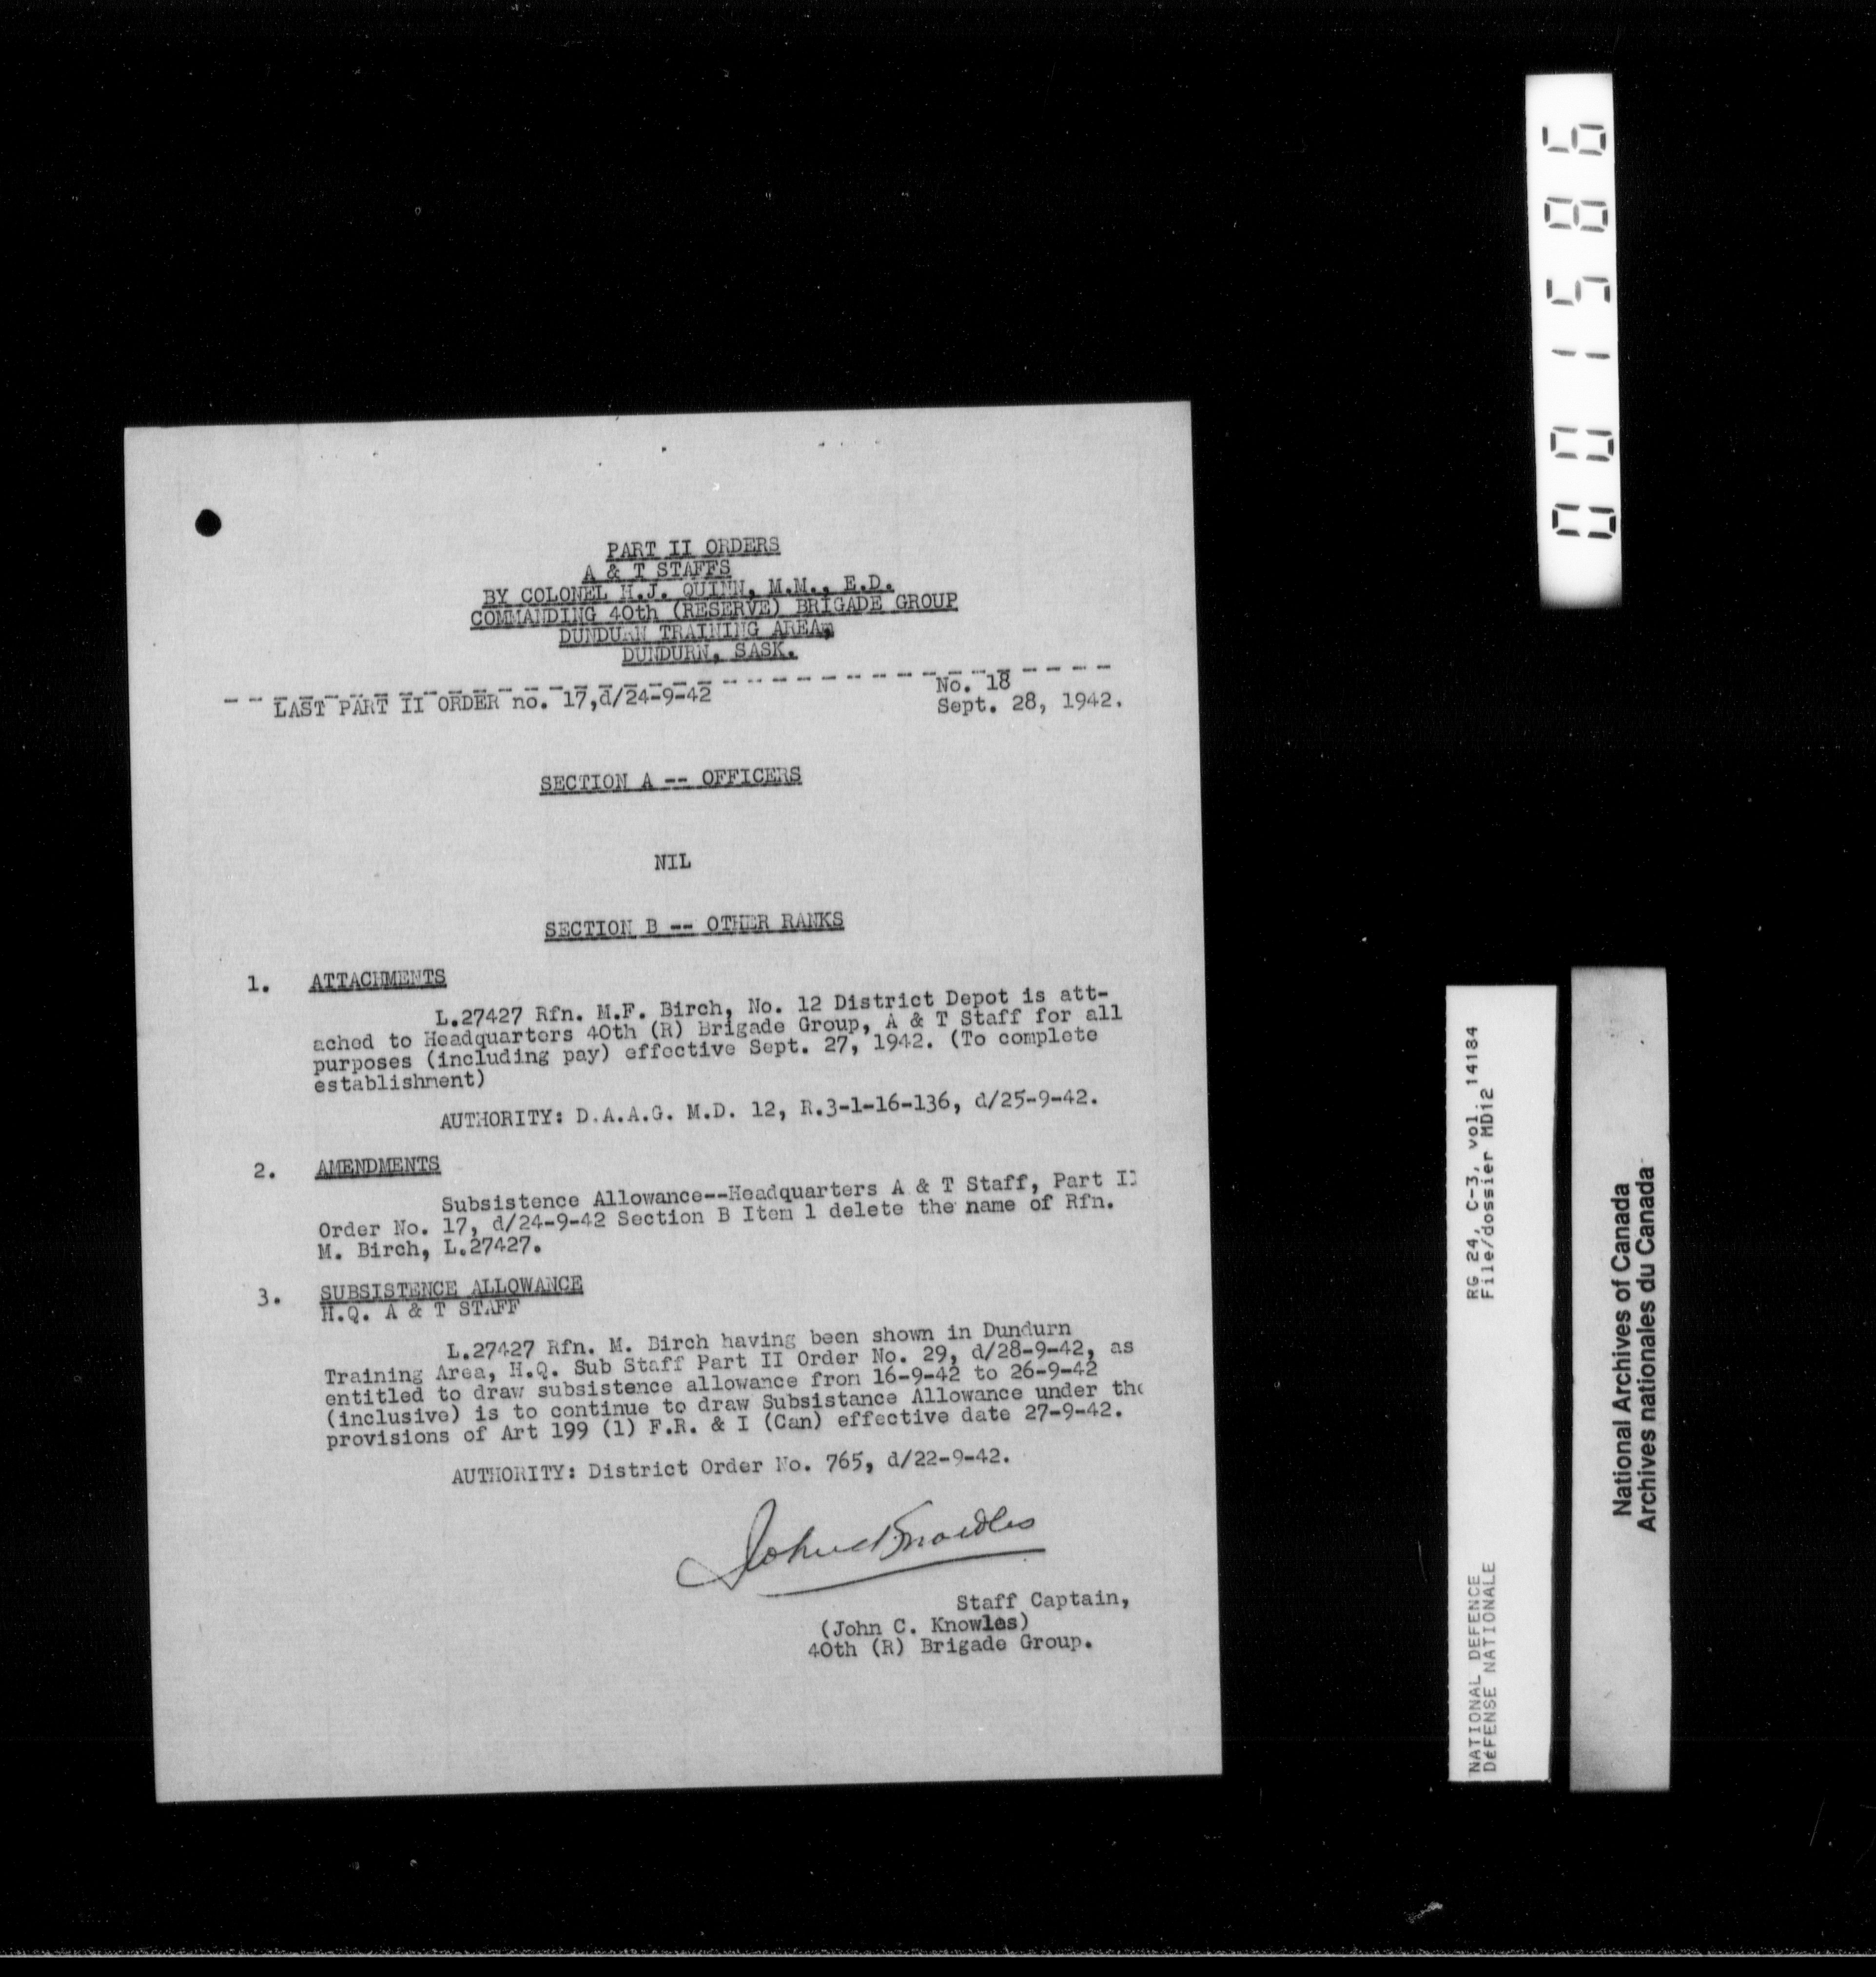 PART II ORDERS
A & T STAFFS
BY COLONEL H.J. QUINN, M.M., E.D.
COMMANDING 40th (RESERVE) BRIGADE GROUP
DUNDURN TRAINING AREA,
DUNDURN, SASK.
LAST PART II ORDER no. 17,d/24-9-42
No. 18
Sept. 28, 1942.
SECTION A -- OFFICERS
NIL
SECTION B -- OTHER RANKS
1. ATTACHMENTS
L.27427 Rfn. M.F. Birch, No. 12 District Depot is att-
ached to Headquarters 40th (R) Brigade Group, A & T Staff for all
purposes (including pay) effective Sept. 27, 1942. (To complete
establishment)
AUTHORITY: D.A.A.G. M.D. 12, R.3-1-16-136, d/25-9-42.
2. AMENDMENTS
Subsistence Allowance--Headquarters A & T Staff, Part II
Order No. 17, d/24-9-42 Section B Item 1 delete the name of Rfn.
M. Birch, L.27427.
3. SUBSISTENCE ALLOWANCE
H.Q. A & T STAFF
L.27427 Rfn. M. Birch having been shown in Dundurn
Training Area, H.Q. Sub Staff Part II Order No. 29, d/28-9-42, as
entitled to draw subsistence allowance from 16-9-42 to 26-9-42
(inclusive) is to continue to draw Subsistance Allowance under the
provisions of Art 199 (1) F.R. & I (Can) effective date 27-9-42.
AUTHORITY: District Order No. 765, d/22-9-42.
John C Knowles
Staff Captain,
(John C. Knowles)
40th (R) Brigade Group.
001586
RG 24, C-3, vol. 14184
File/dossier MD12
NATIONAL DEFENCE
DéFENSE NATIONALE
National Archives of Canada
Archives nationales du Canada